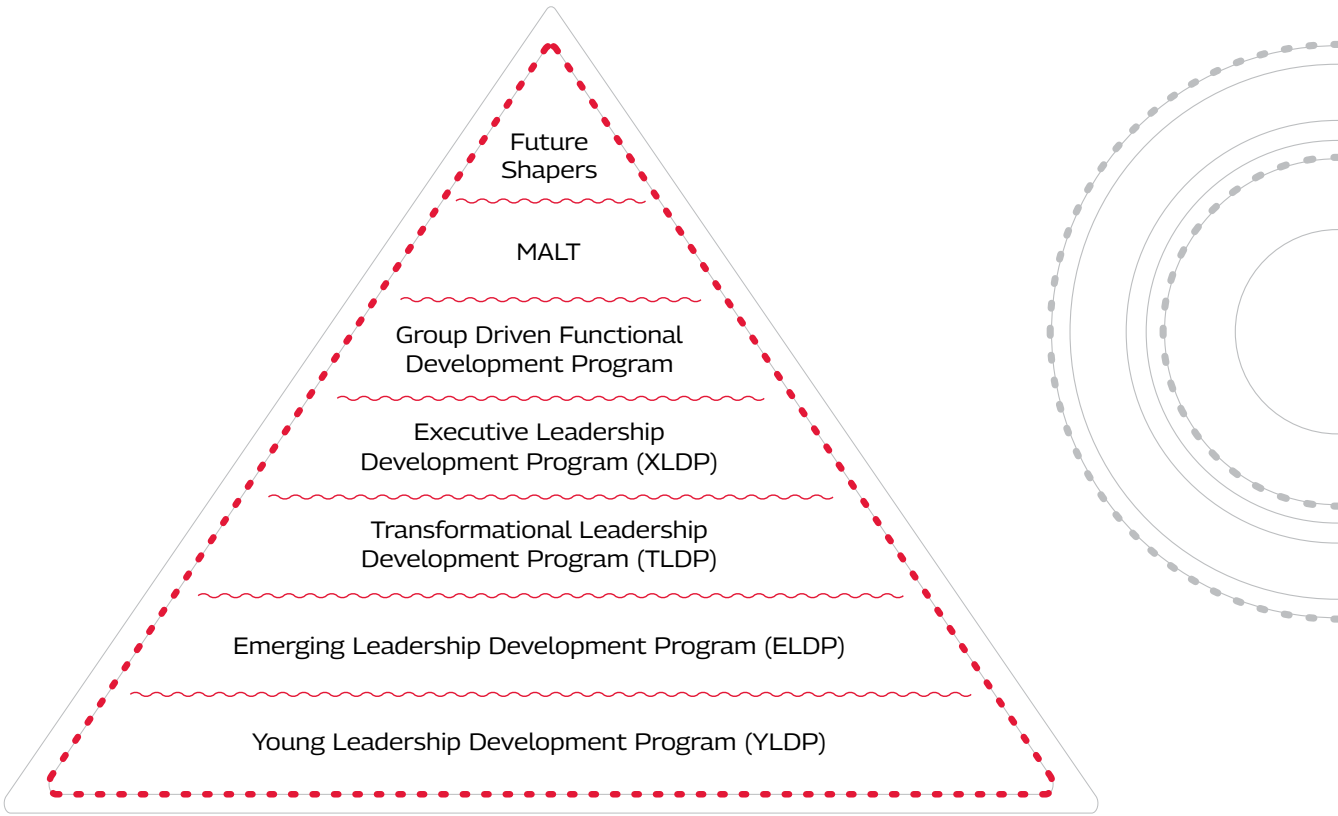 Future
Shapers
MALT
Group Driven Functional
Development Program
Executive Leadership
Development Program (XLDP)
Transformational Leadership
Development Program (TLDP)
Emerging Leadership Development Program (ELDP)
Young Leadership Development Program (YLDP)